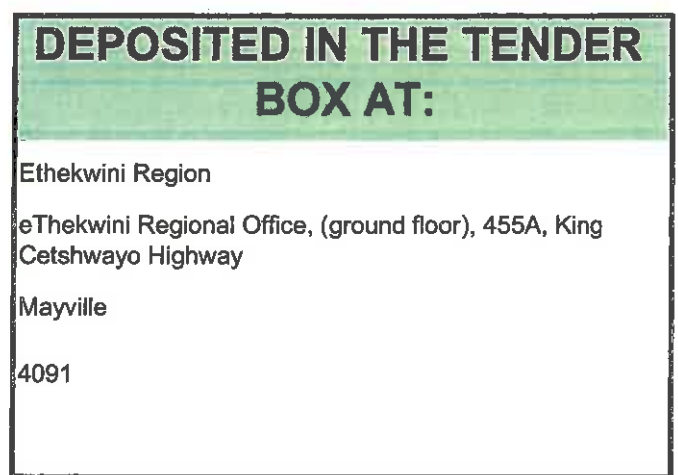 DEPOSITED IN THE TENDER
BOX AT:
Ethekwini Region
eThekwini Regional Office, (ground floor), 455A, King
Cetshwayo Highway
Mayville
4091